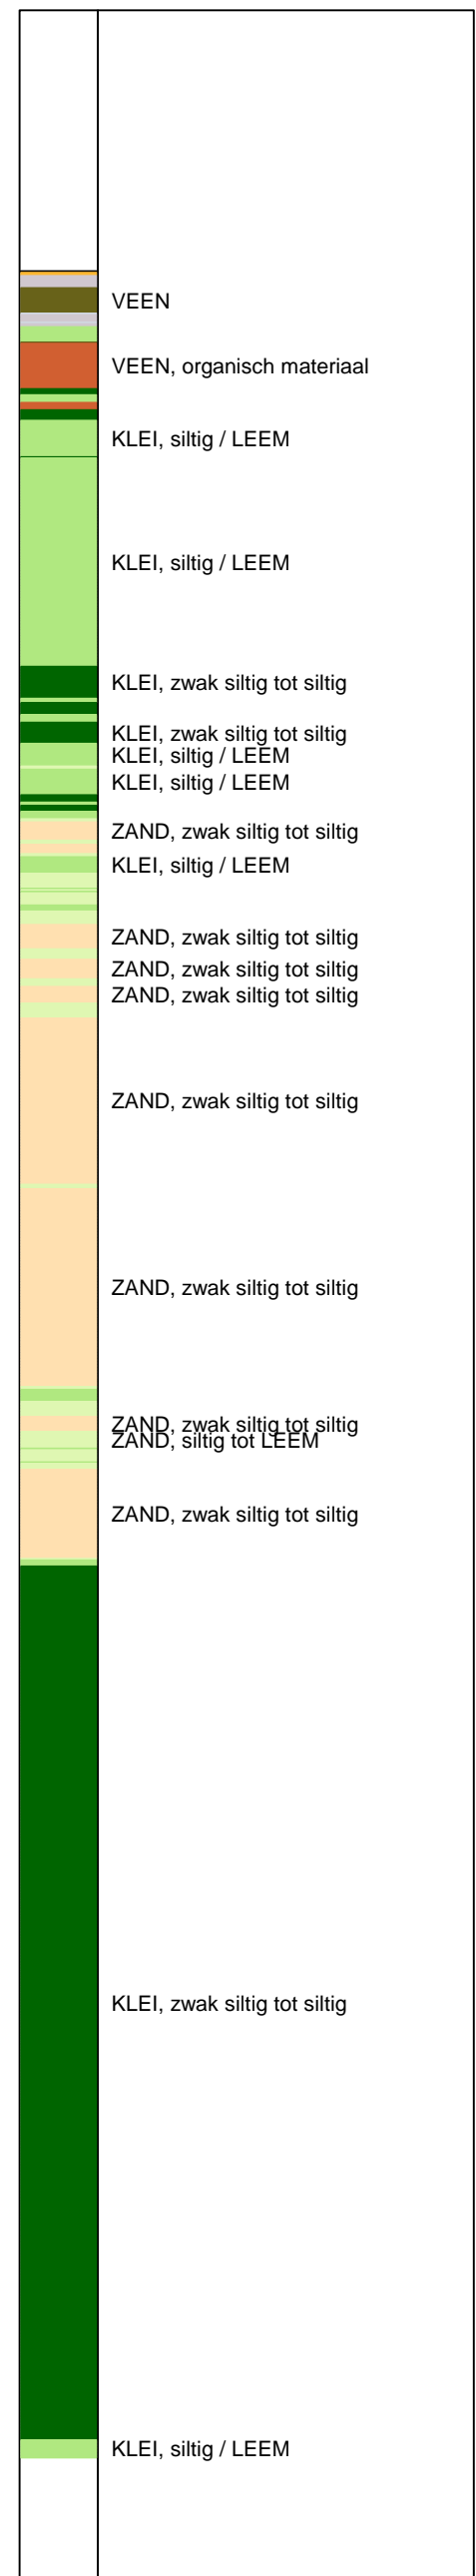 VEEN
VEEN, organisch materiaal
KLEI, siltig / LEEM
KLEI, siltig / LEEM
KLEI, zwak siltig tot siltig
KLEI, zwak siltig tot siltig
KLEI, siltig / LEEM
KLEI, siltig / LEEM
ZAND, zwak siltig tot siltig
KLEI, siltig / LEEM
ZAND, zwak siltig tot siltig
ZAND, zwak siltig tot siltig
ZAND, zwak siltig tot siltig
ZAND, zwak siltig tot siltig
ZAND, zwak siltig tot siltig
ZAND, zwak siltig tot siltig
ZAND, siltig tot LEEM
ZAND, zwak siltig tot siltig
KLEI, zwak siltig tot siltig
KLEI, siltig / LEEM